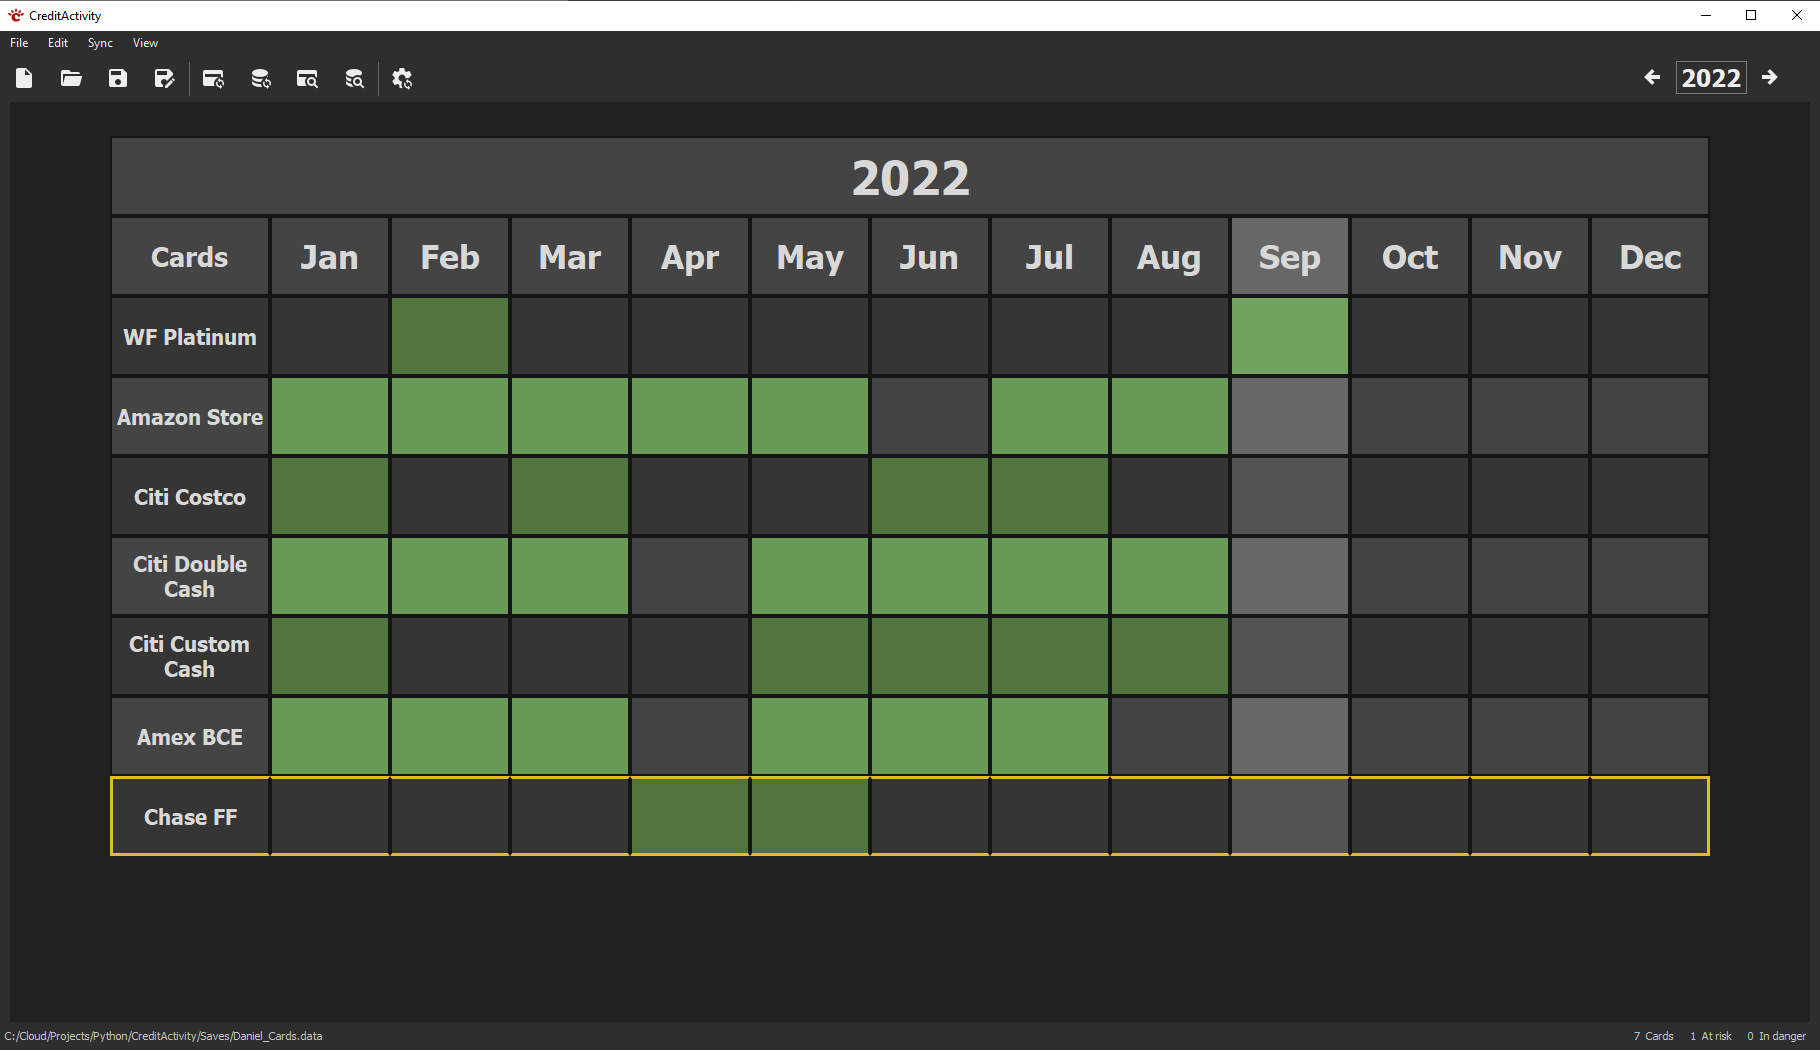 CreditActivity
File Edit Sync View
2022
2022
Cards Jan Feb Mar Apr May Jun Jul Aug Sep Oct Nov Dec
WF Platinum
Amazon Store
Citi Costco
Citi Double
Cash
Citi Custom
Cash
Amex BCE
Chase FF
C:/Cloud/Projects/Python/CreditActivity/Saves/Daniel_Cards.data 7 Cards 1 At risk 0 In danger